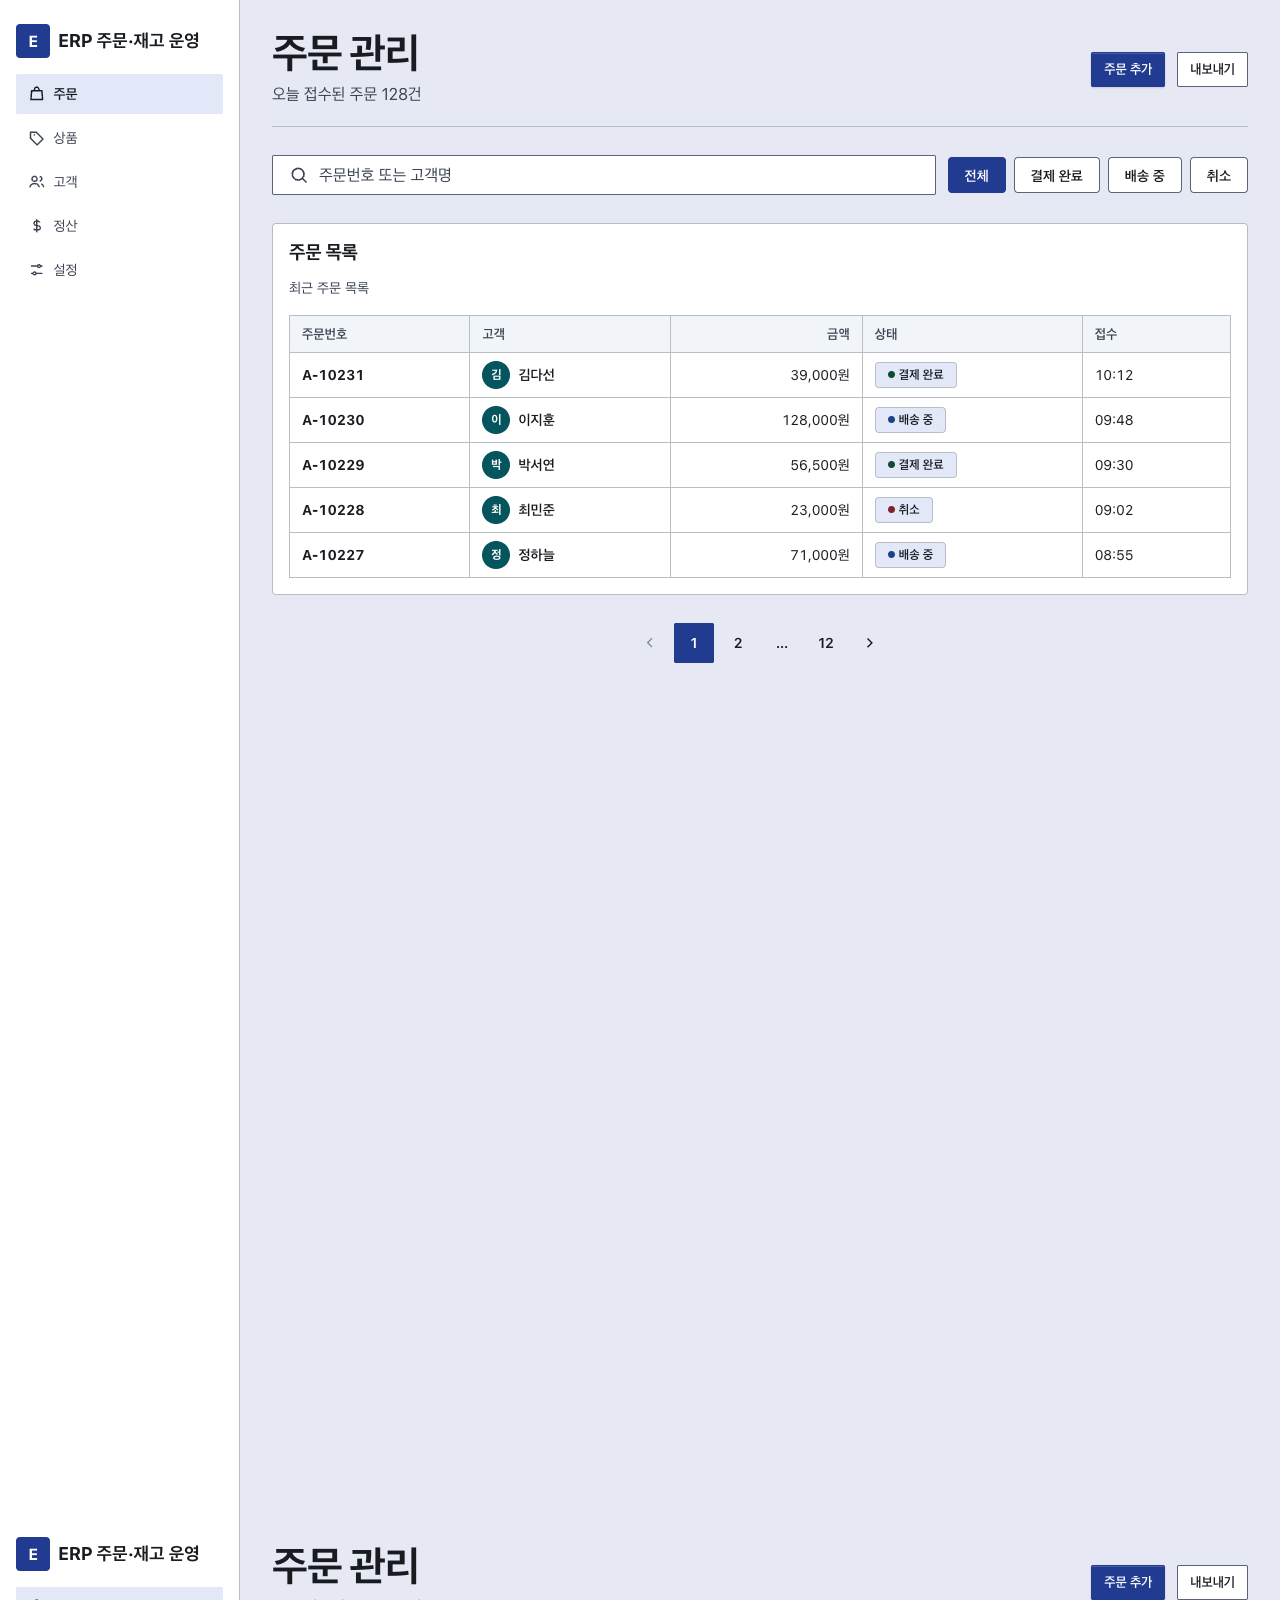 E ERP 주문·재고 운영
주문
상품
고객
정산
설정
주문 관리
오늘 접수된 주문 128건
주문 추가 내보내기
주문번호 또는 고객명 전체 결제 완료 배송 중 취소
주문 목록
최근 주문 목록
주문번호 고객 금액 상태 접수
A-10231 김 김다선 39,000원 결제 완료 10:12
A-10230 이 이지훈 128,000원 배송 중 09:48
A-10229 박 박서연 56,500원 결제 완료 09:30
A-10228 최 최민준 23,000원 취소 09:02
A-10227 정 정하늘 71,000원 배송 중 08:55
1 2 ... 12
E ERP 주문·재고 운영
주문 관리
주문 추가 내보내기